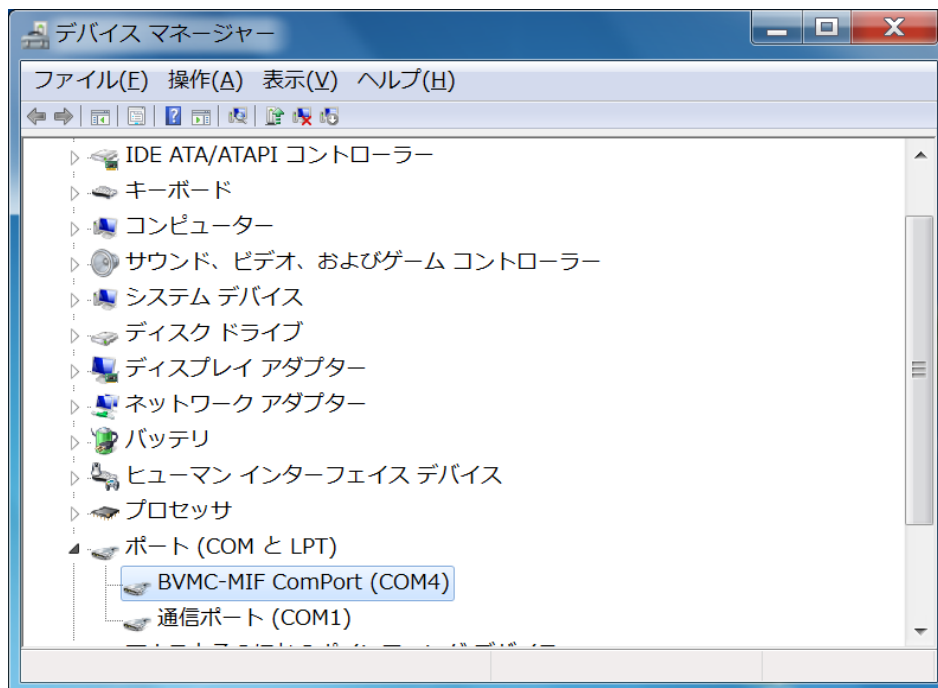 デバイス マネージャー
ファイル(F) 操作(A) 表示(V) ヘルプ(H)
IDE ATA/ATAPI コントローラー
キーボード
コンピューター
サウンド、ビデオ、およびゲーム コントローラー
システム デバイス
ディスク ドライブ
ディスプレイ アダプター
ネットワーク アダプター
バッテリ
ヒューマン インターフェイス デバイス
プロセッサ
ポート (COM と LPT)
BVMC-MIF ComPort (COM4)
通信ポート (COM1)